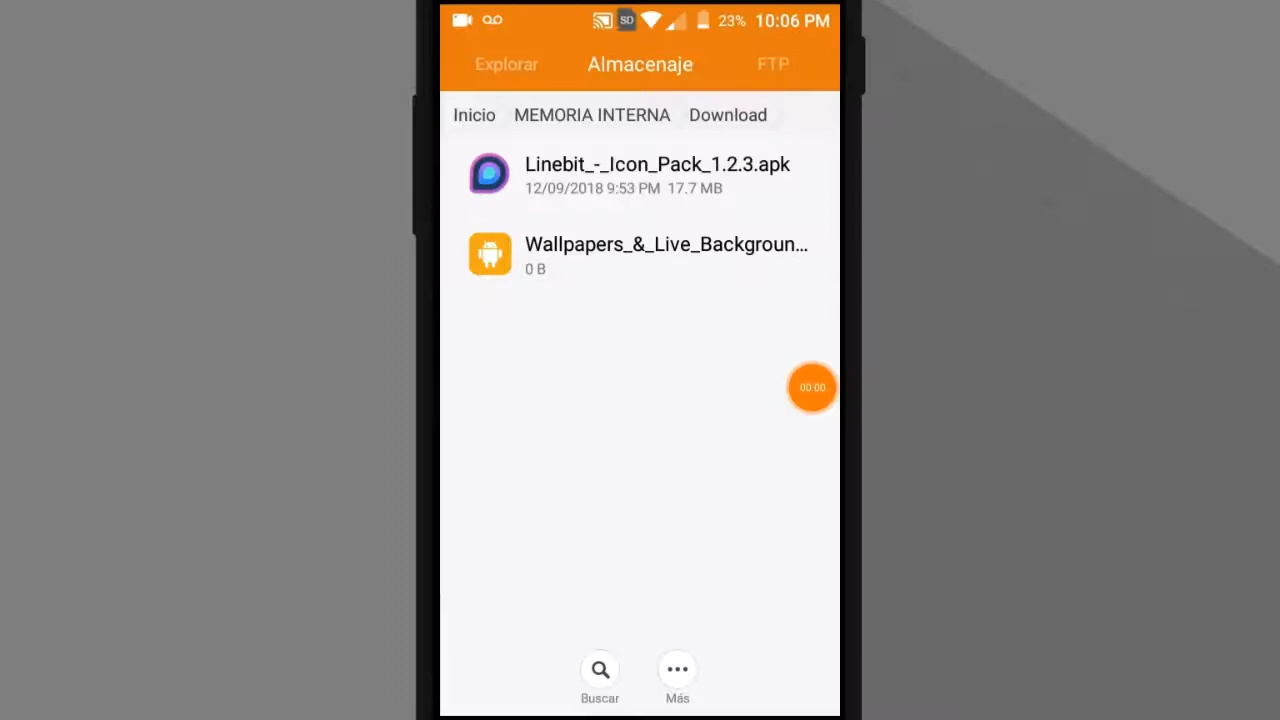 SD 23% 10:06 PM
Explorar Almacenaje FTP
Inicio MEMORIA INTERNA Download
Linebit_-_Icon_Pack_1.2.3.apk
12/09/2018 9:53 PM 17.7 MB
Wallpapers_&_Live_Backgroun...
0 B
00:00
Buscar Más